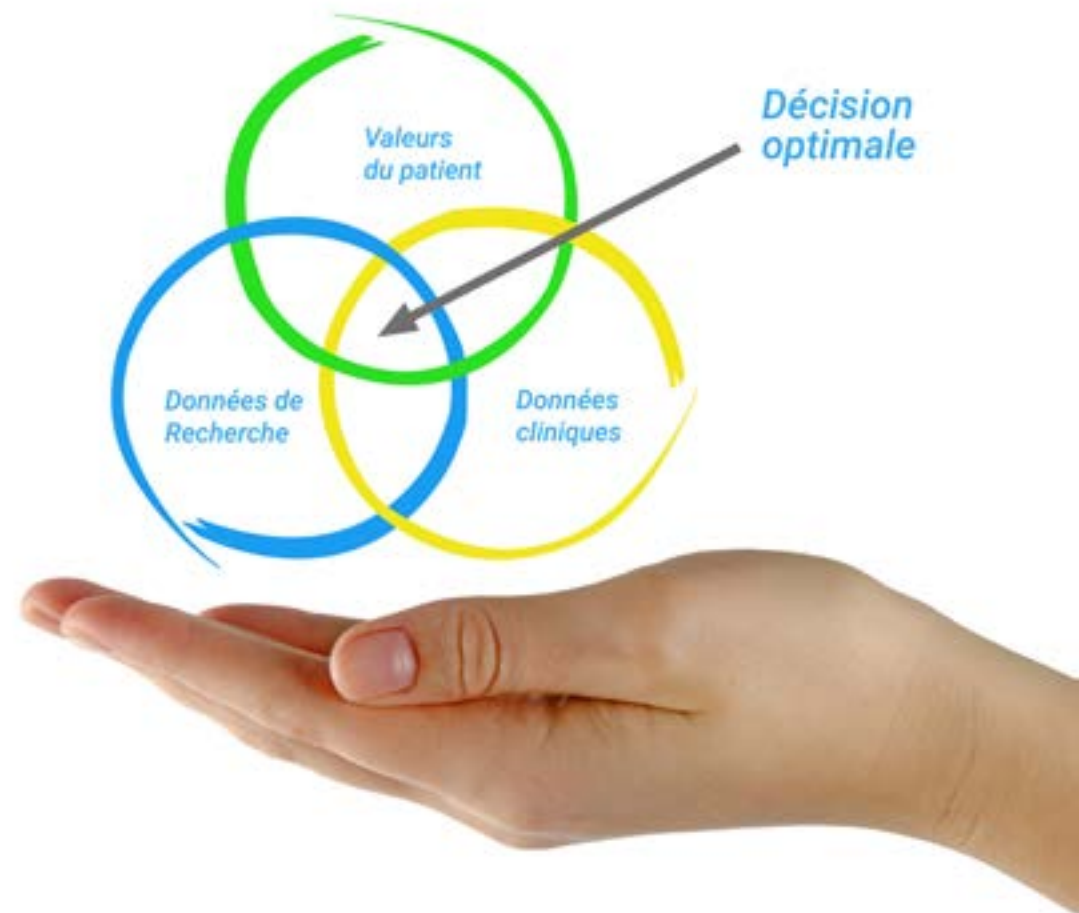 Valeurs
du patient
Décision
optimale
Données de
Recherche
Données
cliniques